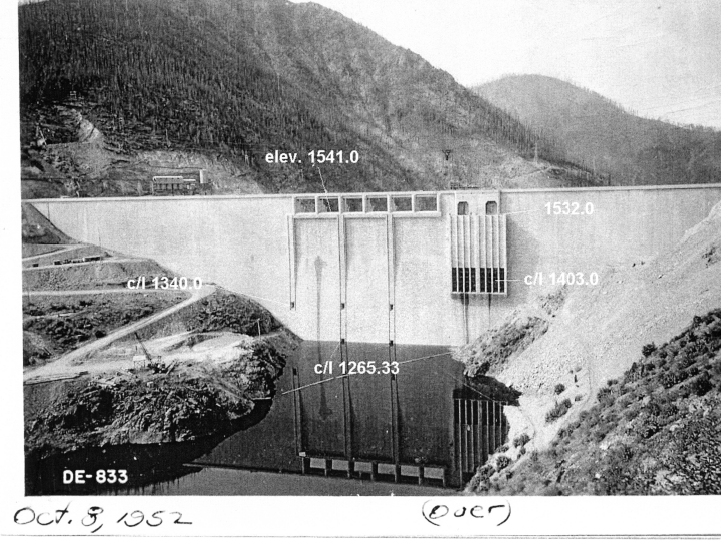 elev. 1541.0
1532.0
c/l 1403.0
c/l 1340.0
c/l 1265.33
DE-833
Oct. 8, 1952
(over)